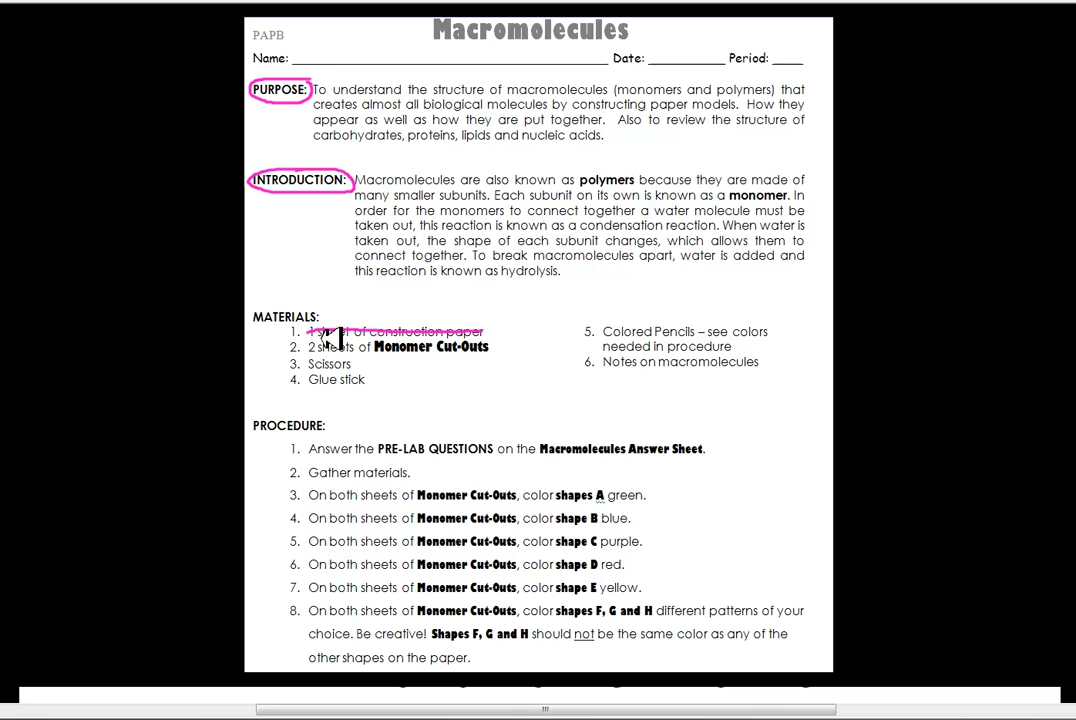 Macromolecules
PAPB
Name: Date: Period:
PURPOSE: To understand the structure of macromolecules (monomers and polymers) that
creates almost all biological molecules by constructing paper models. How they
appear as well as how they are put together. Also to review the structure of
carbohydrates, proteins, lipids and nucleic acids.
INTRODUCTION: Macromolecules are also known as polymers because they are made of
many smaller subunits. Each subunit on its own is known as a monomer. In
order for the monomers to connect together a water molecule must be
taken out, this reaction is known as a condensation reaction. When water is
taken out, the shape of each subunit changes, which allows them to
connect together. To break macromolecules apart, water is added and
this reaction is known as hydrolysis.
MATERIALS:
1. 1 sheet of construction paper
2. 2 sheets of Monomer Cut-Outs
3. Scissors
4. Glue stick
5. Colored Pencils – see colors
needed in procedure
6. Notes on macromolecules
PROCEDURE:
1. Answer the PRE-LAB QUESTIONS on the Macromolecules Answer Sheet.
2. Gather materials.
3. On both sheets of Monomer Cut-Outs, color shapes A green.
4. On both sheets of Monomer Cut-Outs, color shape B blue.
5. On both sheets of Monomer Cut-Outs, color shape C purple.
6. On both sheets of Monomer Cut-Outs, color shape D red.
7. On both sheets of Monomer Cut-Outs, color shape E yellow.
8. On both sheets of Monomer Cut-Outs, color shapes F, G and H different patterns of your
choice. Be creative! Shapes F, G and H should not be the same color as any of the
other shapes on the paper.